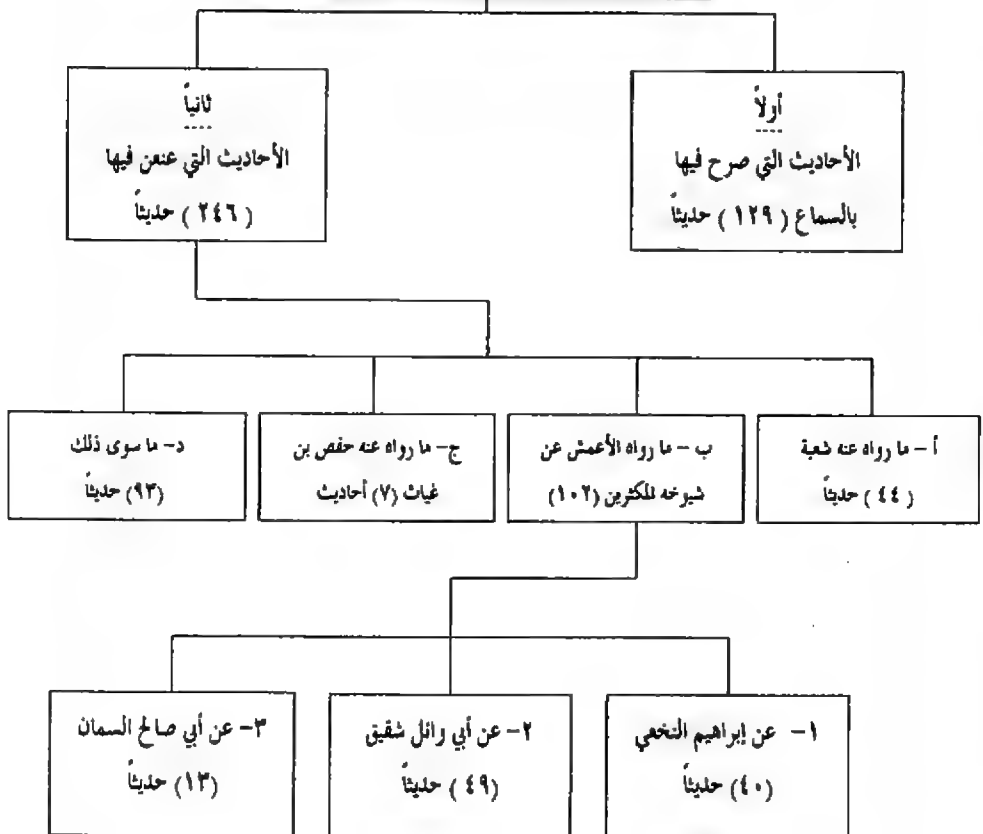 أولاً
الأحاديث التي صرح فيها
بالسماع ( ١٢٩ ) حديثاً
ثانياً
الأحاديث التي عنعن فيها
( ٢٤٦ ) حديثاً
أ – ما رواه عنه شعبة
( ٤٤ ) حديثاً
ب – ما رواه الأعمش عن
شيوخه المكثرين (١٠٢)
ج– ما رواه عنه حفص بن
غياث (٧) أحاديث
د– ما سوى ذلك
(٩٣) حديثاً
١– عن إبراهيم النخعي
(٤٠) حديثاً
٢– عن أبي وائل شقيق
(٤٩) حديثاً
٣– عن أبي صالح السمان
(١٣) حديثاً